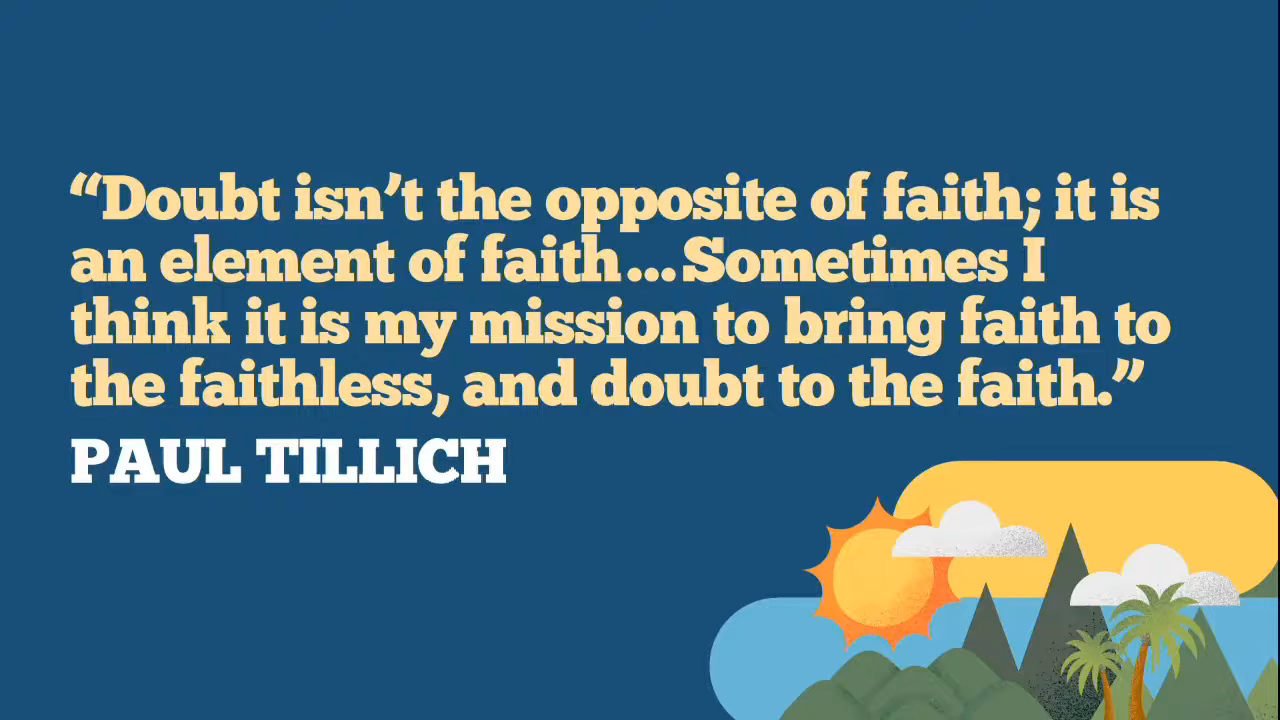 “Doubt isn’t the opposite of faith; it is
an element of faith...Sometimes I
think it is my mission to bring faith to
the faithless, and doubt to the faith.”
PAUL TILLICH